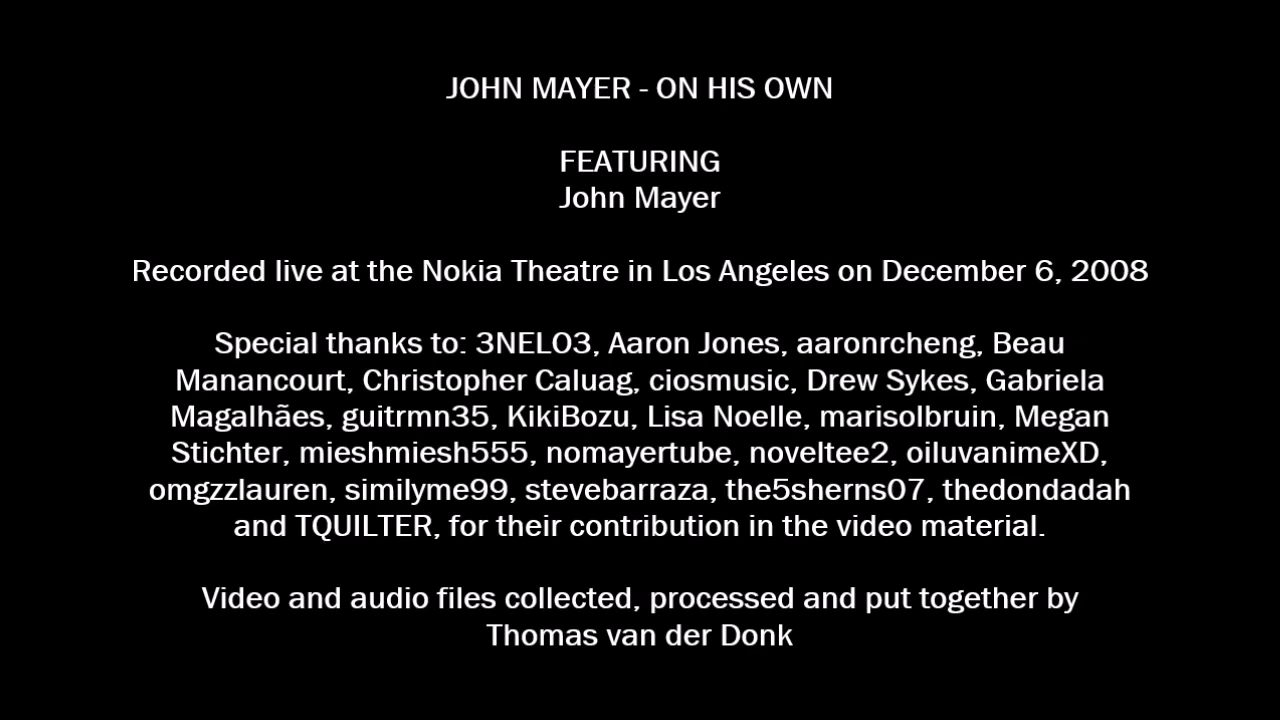 JOHN MAYER - ON HIS OWN
FEATURING
John Mayer
Recorded live at the Nokia Theatre in Los Angeles on December 6, 2008
Special thanks to: 3NELO3, Aaron Jones, aaronrcheng, Beau
Manancourt, Christopher Caluag, ciosmusic, Drew Sykes, Gabriela
Magalhães, guitrmn35, KikiBozu, Lisa Noelle, marisolbruin, Megan
Stichter, mieshmiesh555, nomayertube, noveltee2, oiluvanimeXD,
omgzzlauren, similyme99, stevebarraza, the5sherns07, thedondadah
and TQUILTER, for their contribution in the video material.
Video and audio files collected, processed and put together by
Thomas van der Donk